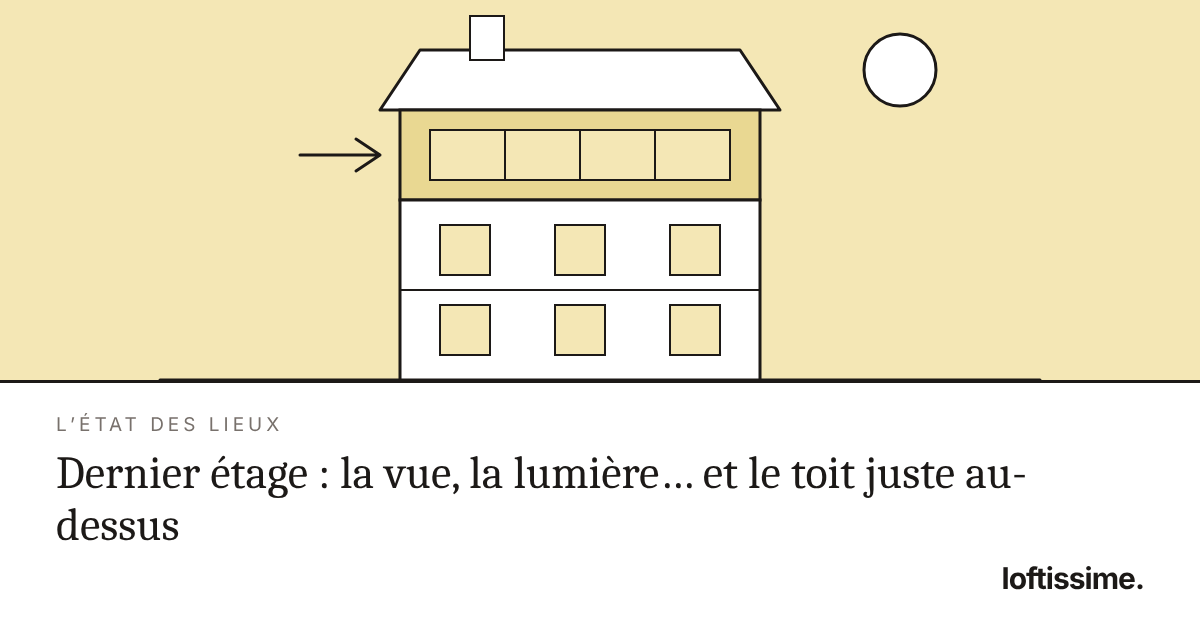 L’ÉTAT DES LIEUX
Dernier étage : la vue, la lumière… et le toit juste au-
dessus
loftissime.